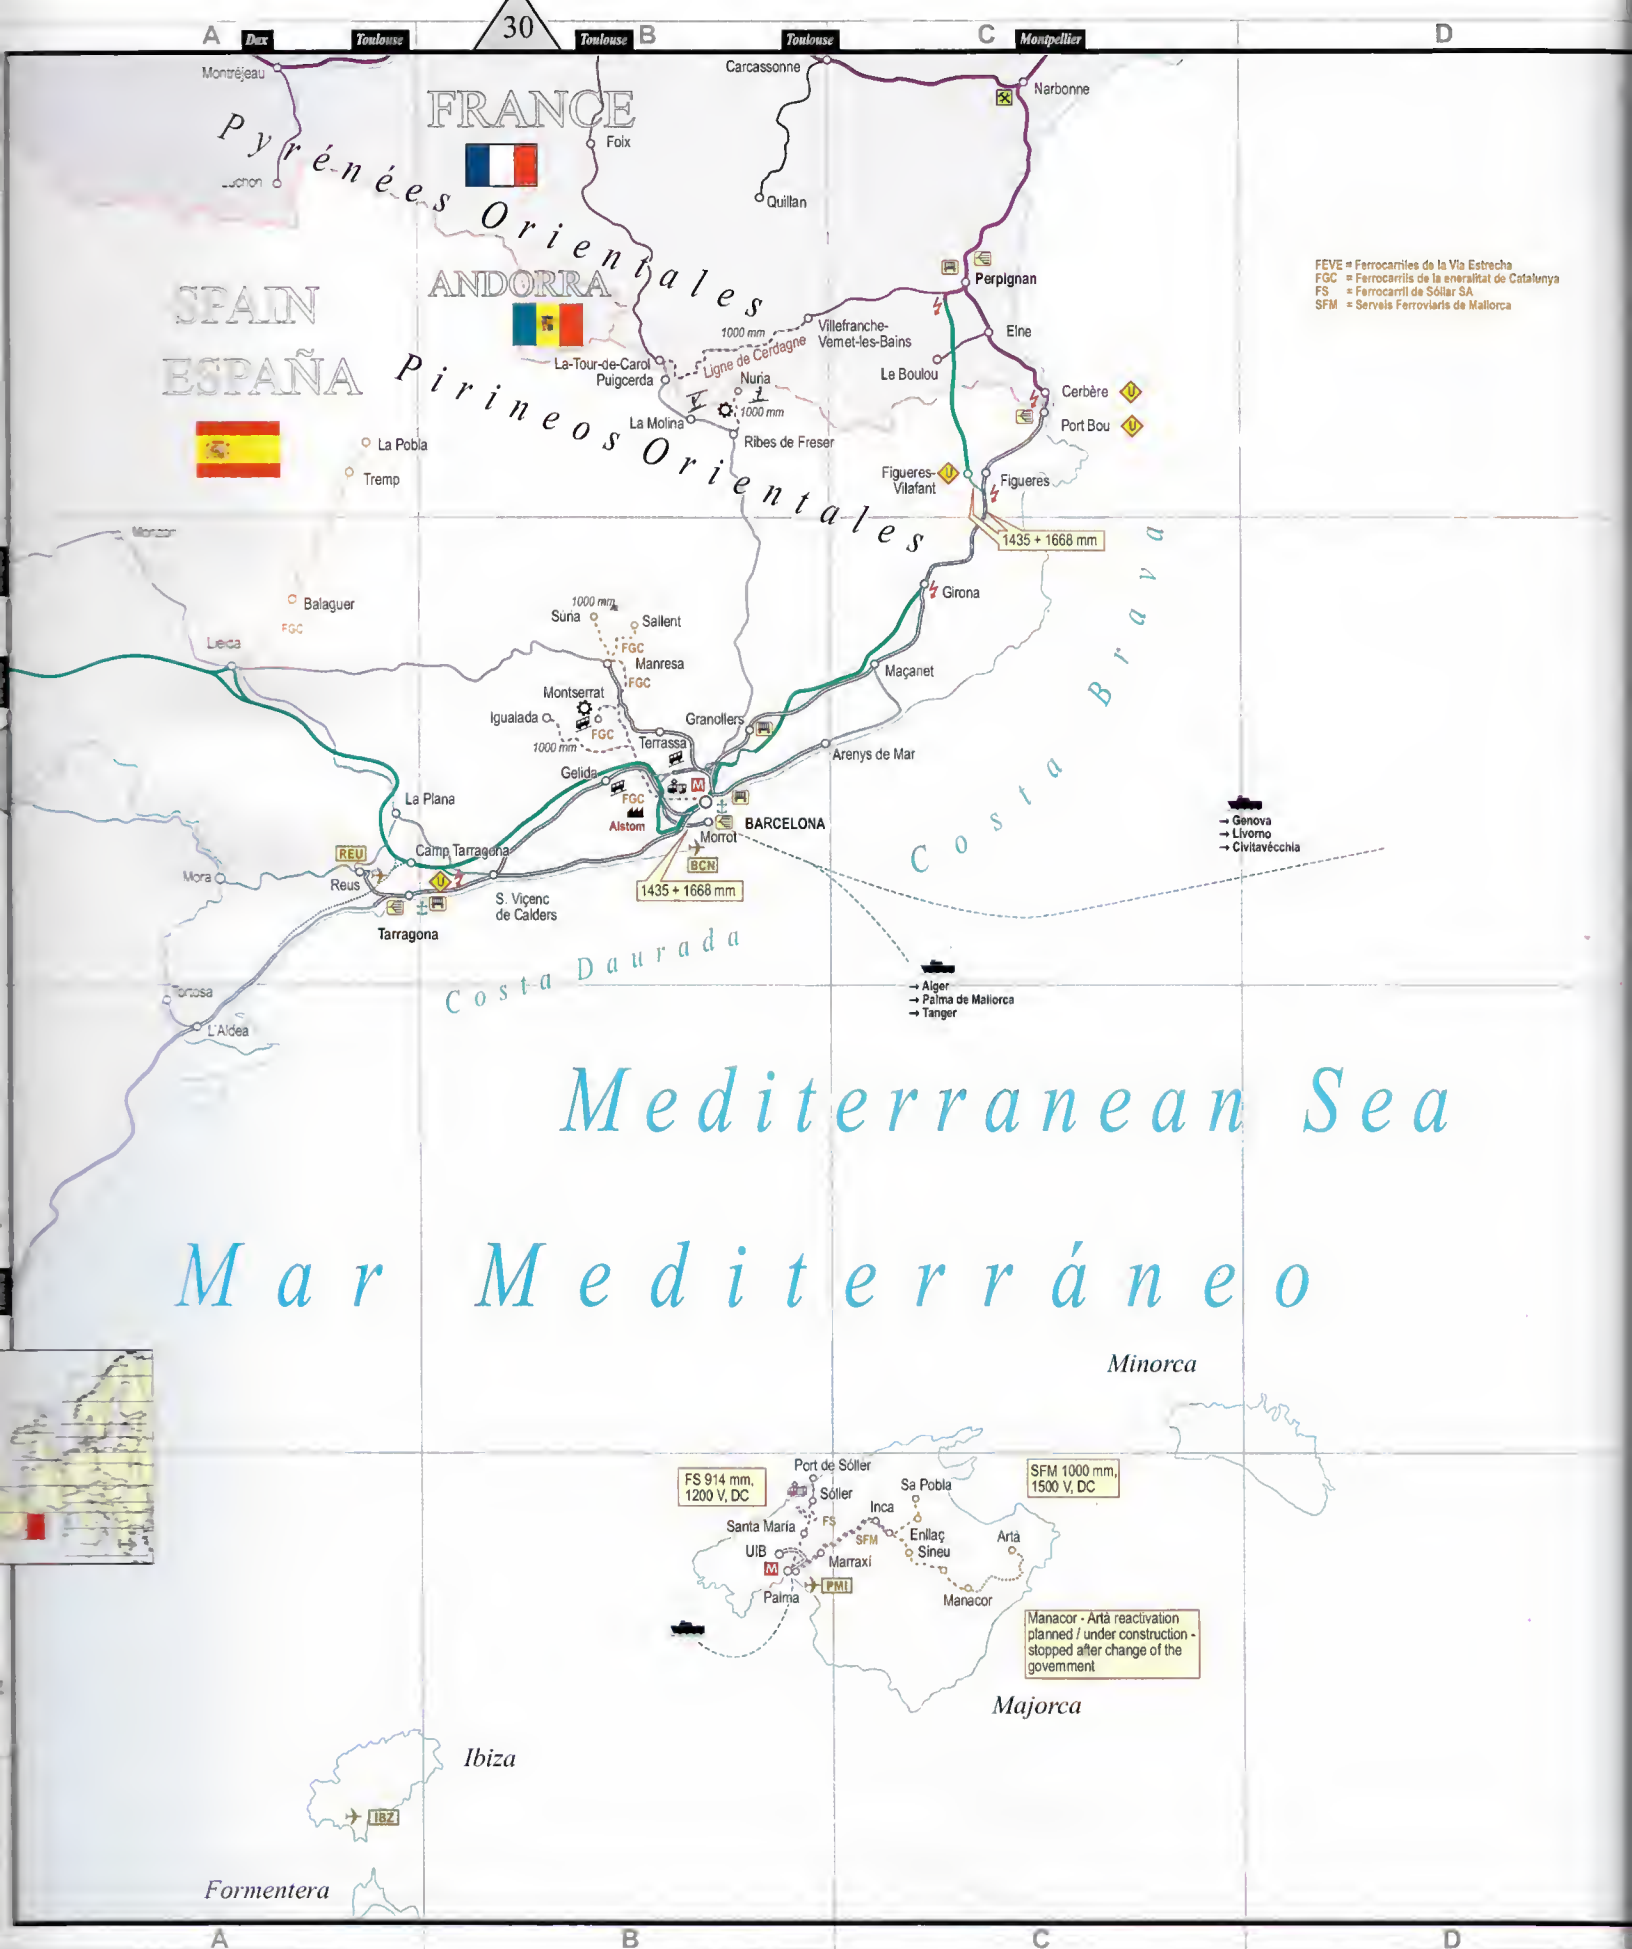 30
A
Dax
Toulouse
Toulouse
B
Toulouse
C
Montpellier
D
Montréjeau
Carcassonne
Narbonne
FRANCE
Foix
Quillan
Pyrénées Orientales
SPAIN
ESPAÑA
ANDORRA
Perpignan
FEVE = Ferrocarriles de la Vía Estrecha
FGC = Ferrocarrils de la eneralitat de Catalunya
FS = Ferrocarril de Sóllar SA
SFM = Serveis Ferroviaris de Mallorca
1000 mm
Villefranche-
Vernet-les-Bains
Elne
Ligne de Cerdagne
La-Tour-de-Carol
Puigcerda
Le Boulou
Nuria
1000 mm
Cerbère
U
Port Bou
U
La Molina
Ribes de Freser
Pirineos Orientales
La Pobla
Tremp
Figueres-
Vilafant
U
Figueres
1435 + 1668 mm
Monzon
Girona
Costa Brava
Balaguer
FGC
1000 mm
Suria
Sallent
FGC
Manresa
FGC
Maçanet
Montserrat
Igualada
FGC
1000 mm
Granollers
Terrassa
Arenys de Mar
Gelida
M
FGC
Alstom
BARCELONA
Morrot
BCN
1435 + 1668 mm
La Plana
Camp Tarragona
REU
Reus
U
Mora
S. Viçenc
de Calders
Tarragona
→ Genova
→ Livorno
→ Civitavécchia
Costa Daurada
→ Alger
→ Palma de Mallorca
→ Tanger
Tortosa
L'Aldea
Mediterranean Sea
Mar Mediterráneo
Minorca
Port de Sóller
FS 914 mm,
1200 V, DC
Sóller
Sa Pobla
SFM 1000 mm,
1500 V, DC
Inca
FS
Santa María
SFM
Enllaç
Artà
UIB
Sineu
Marraxí
M
PMI
Palma
Manacor
Manacor - Artà reactivation
planned / under construction -
stopped after change of the
government
Majorca
Ibiza
IBZ
Formentera
A
B
C
D